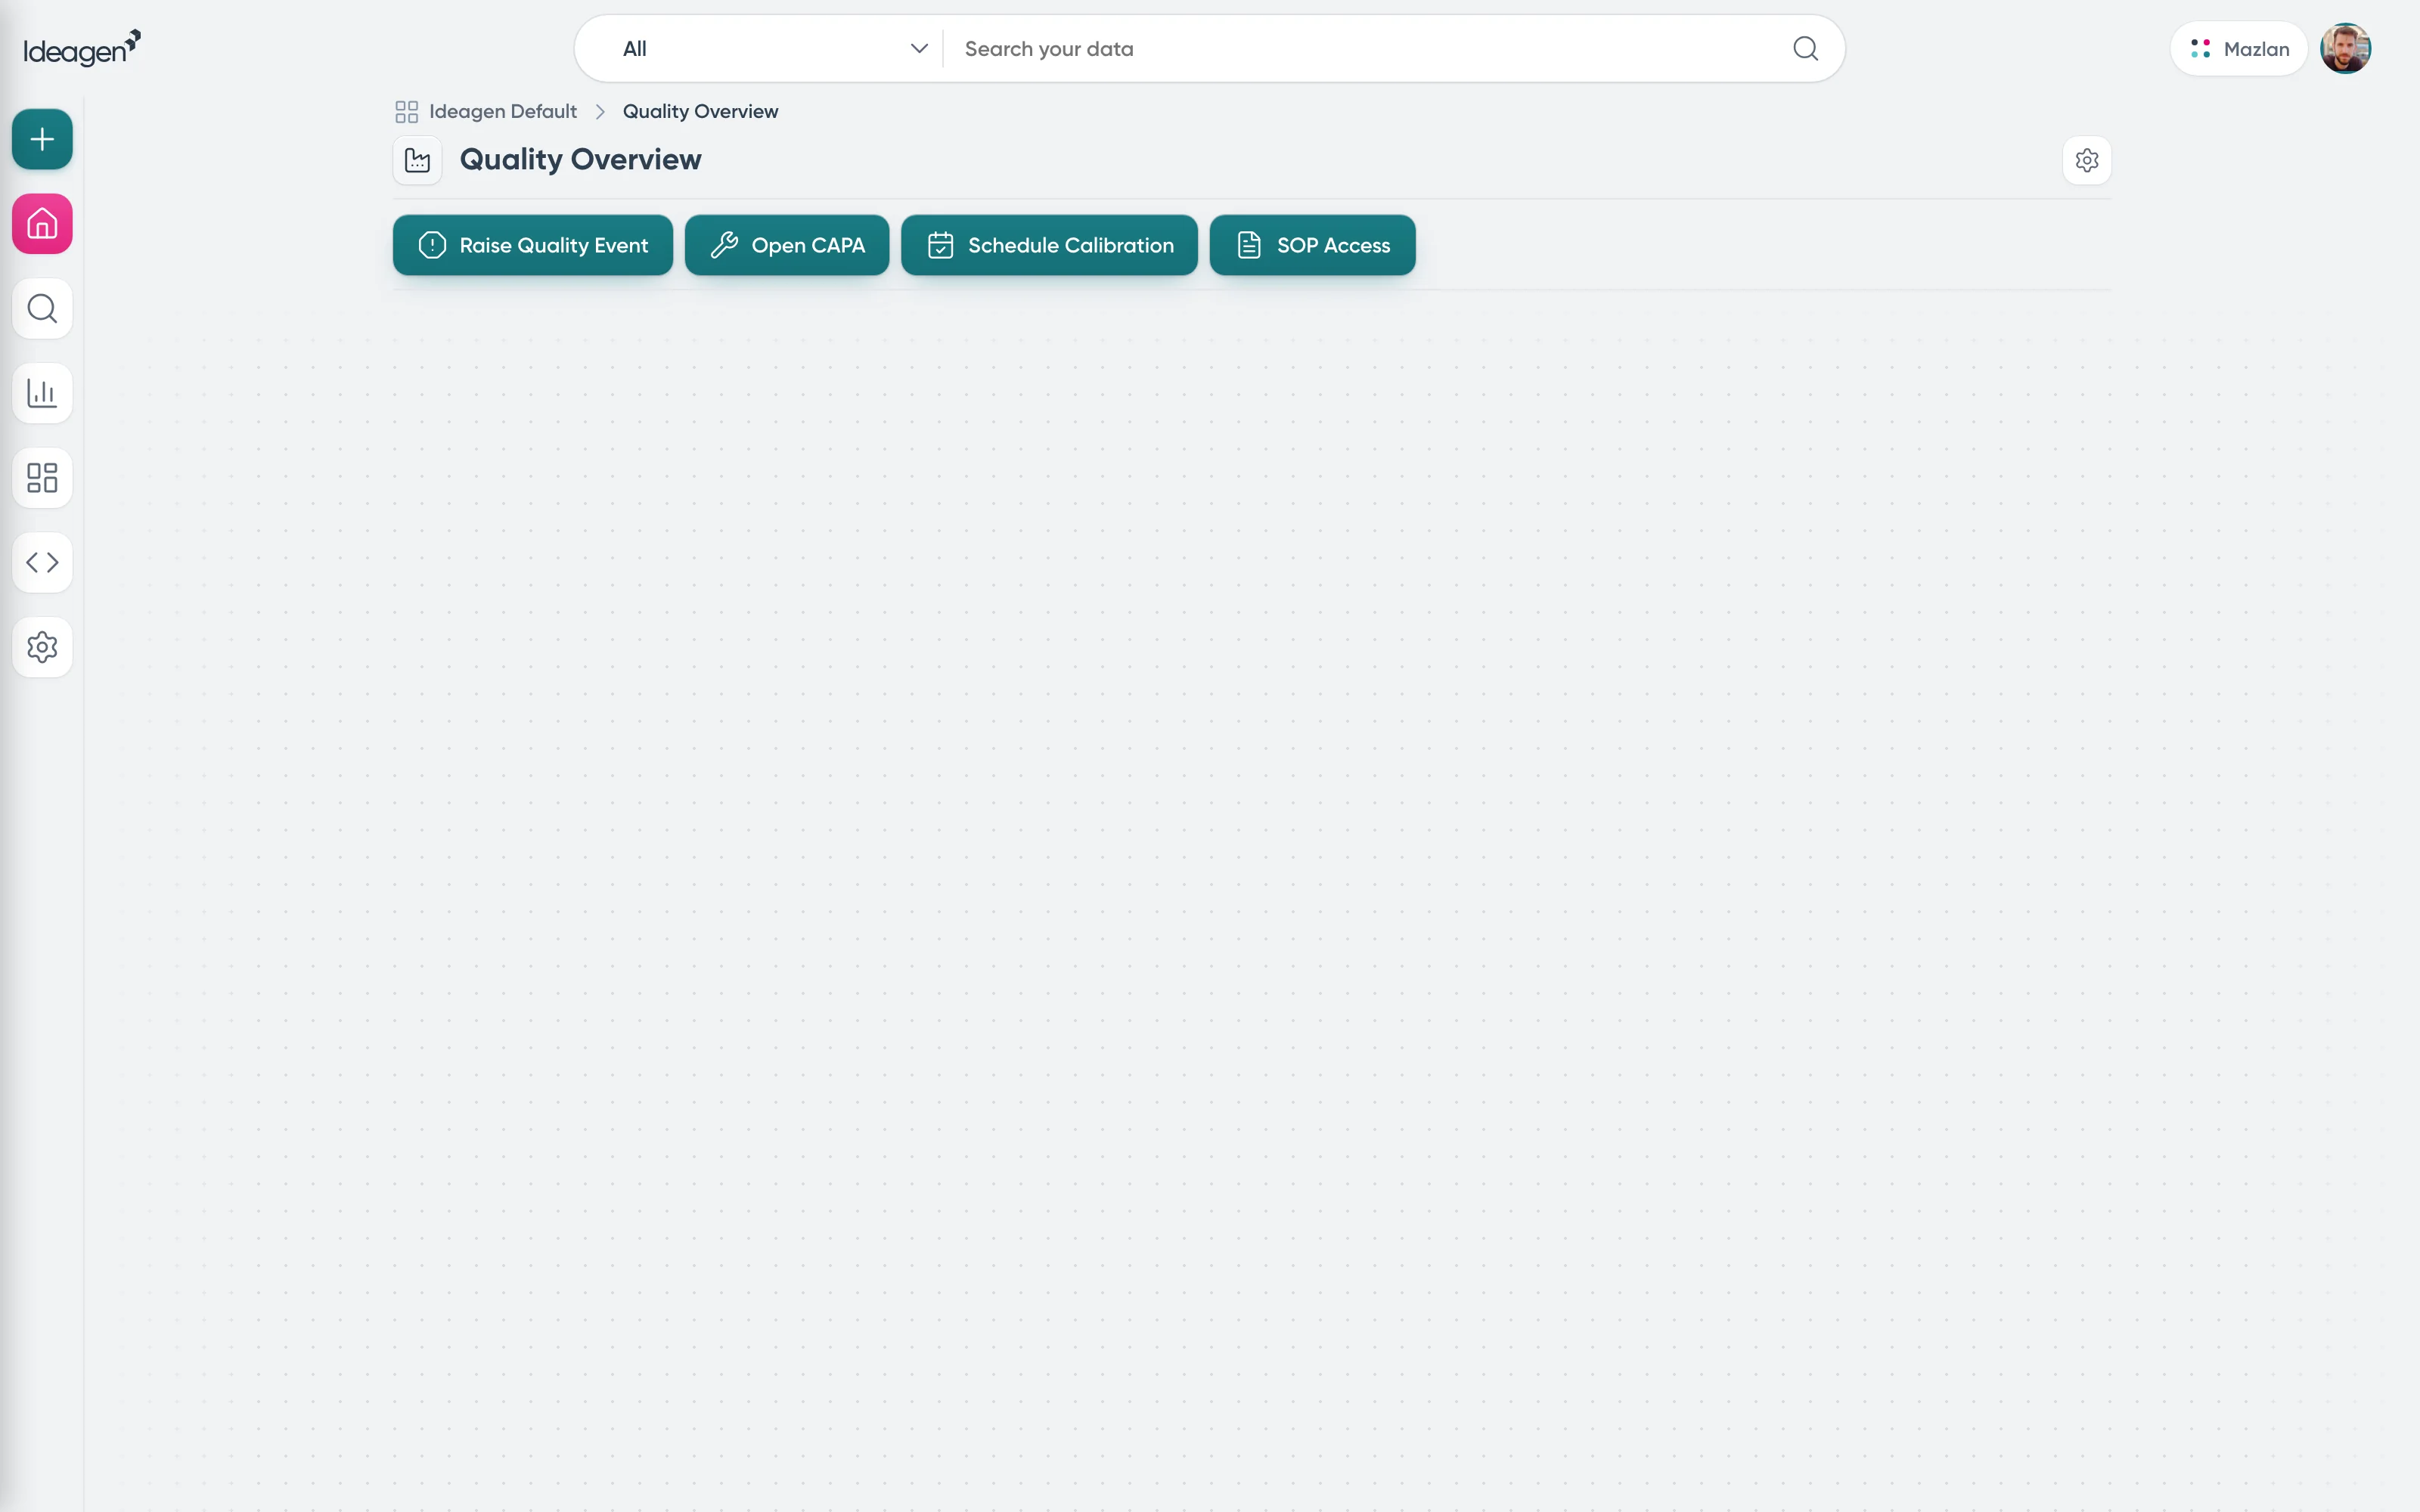 Ideagen
All
Search your data
Mazlan
Ideagen Default
Quality Overview
Quality Overview
Raise Quality Event
Open CAPA
Schedule Calibration
SOP Access